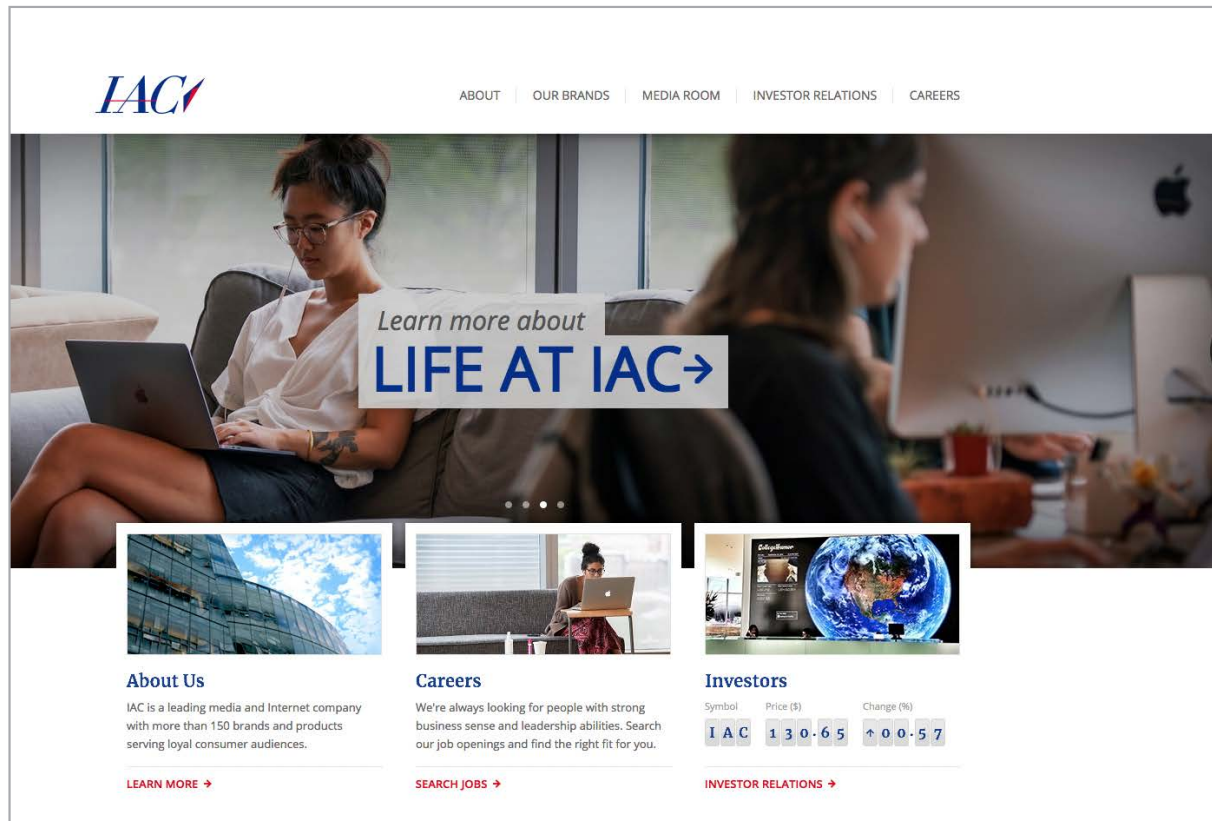 IAC
ABOUT OUR BRANDS MEDIA ROOM INVESTOR RELATIONS CAREERS
Learn more about
LIFE AT IAC→
About Us
IAC is a leading media and Internet company
with more than 150 brands and products
serving loyal consumer audiences.
LEARN MORE →
Careers
We're always looking for people with strong
business sense and leadership abilities. Search
our job openings and find the right fit for you.
SEARCH JOBS →
CollegeHumor
Investors
Symbol Price ($) Change (%)
IAC 130.65 ↑00.57
INVESTOR RELATIONS →